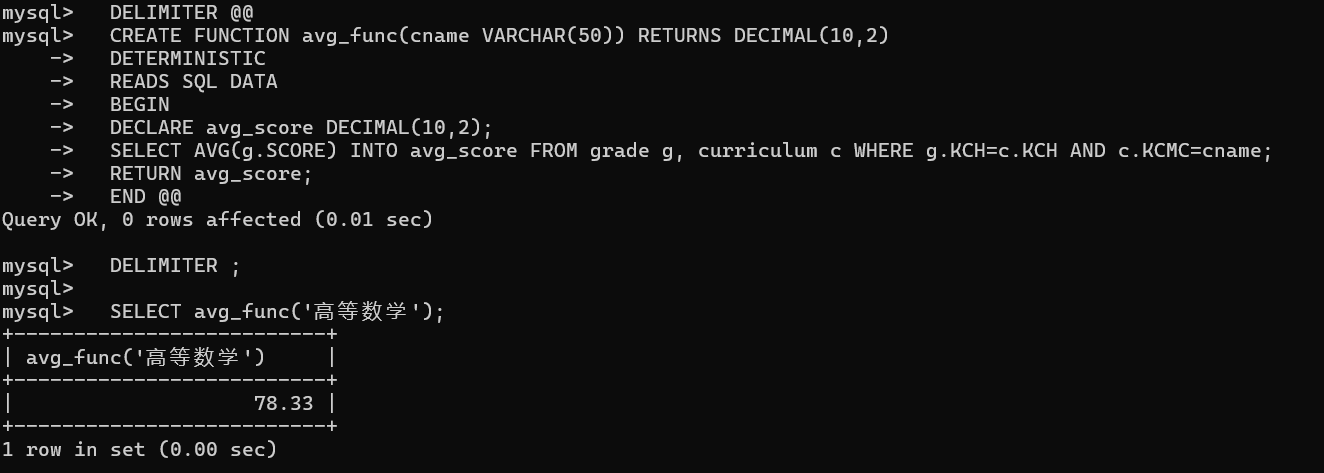 mysql>   DELIMITER @@
mysql>   CREATE FUNCTION avg_func(cname VARCHAR(50)) RETURNS DECIMAL(10,2)
    ->   DETERMINISTIC
    ->   READS SQL DATA
    ->   BEGIN
    ->   DECLARE avg_score DECIMAL(10,2);
    ->   SELECT AVG(g.SCORE) INTO avg_score FROM grade g, curriculum c WHERE g.KCH=c.KCH AND c.KCMC=cname;
    ->   RETURN avg_score;
    ->   END @@
Query OK, 0 rows affected (0.01 sec)
mysql>   DELIMITER ;
mysql>
mysql>   SELECT avg_func('高等数学');
+--------------------------+
| avg_func('高等数学')     |
+--------------------------+
|                    78.33 |
+--------------------------+
1 row in set (0.00 sec)